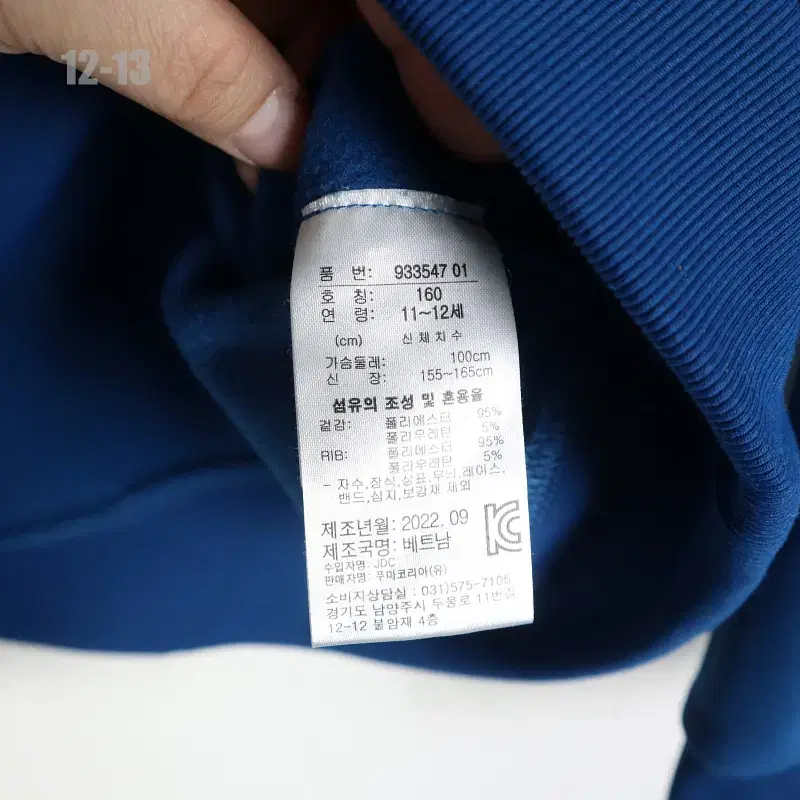 12-13
품 번: 933547 01
호 칭: 160
연 령: 11~12세
(cm) 신체치수
가슴둘레: 100cm
신 장: 155~165cm
섬유의 조성 및 혼용율
겉감: 폴리에스터 95%
폴리우레탄 5%
RIB: 폴리에스터 95%
폴리우레탄 5%
- 자수,장식,상표,무늬,레이스,
밴드,심지,보강재 제외
제조년월: 2022. 09
제조국명: 베트남
수입자명: JDC
판매자명: 푸마코리아(유)
소비자상담실 : 031)575-7106
경기도 남양주시 두물로 11번길
12-12 불암재 4층